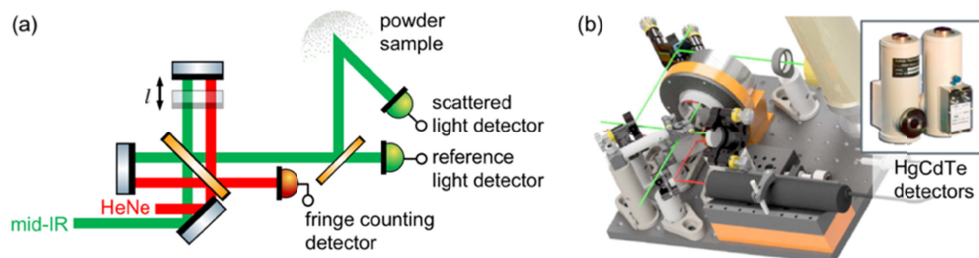 (a)
powder
sample
l
scattered
light detector
reference
light detector
HeNe
mid-IR
fringe counting
detector
(b)
HgCdTe
detectors